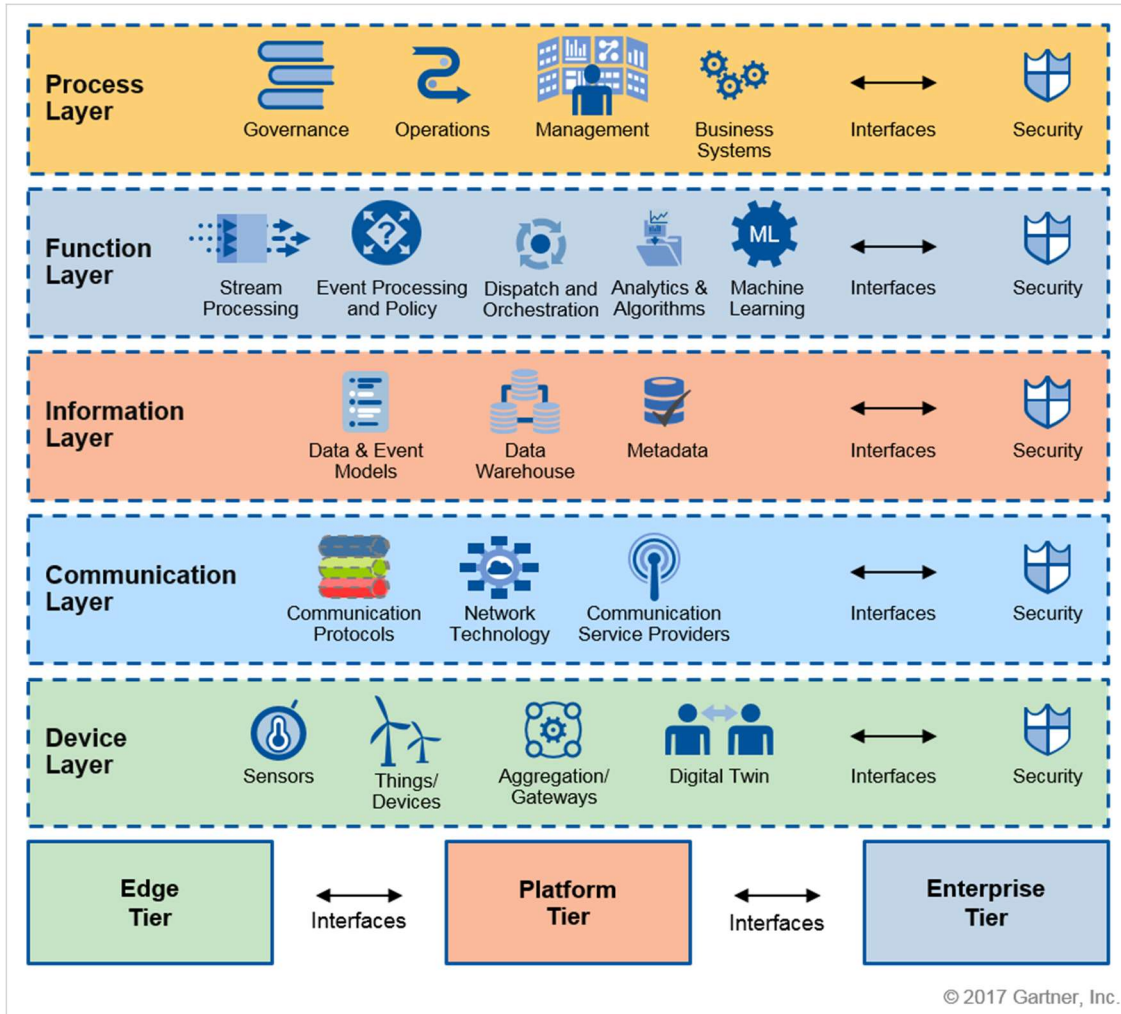 Process
Layer
Governance
Operations
Management
Business
Systems
Interfaces
Security
Function
Layer
Stream
Processing
Event Processing
and Policy
Dispatch and
Orchestration
Analytics &
Algorithms
ML
Machine
Learning
Interfaces
Security
Information
Layer
Data & Event
Models
Data
Warehouse
Metadata
Interfaces
Security
Communication
Layer
Communication
Protocols
Network
Technology
Communication
Service Providers
Interfaces
Security
Device
Layer
Sensors
Things/
Devices
Aggregation/
Gateways
Digital Twin
Interfaces
Security
Edge
Tier
Interfaces
Platform
Tier
Interfaces
Enterprise
Tier
© 2017 Gartner, Inc.